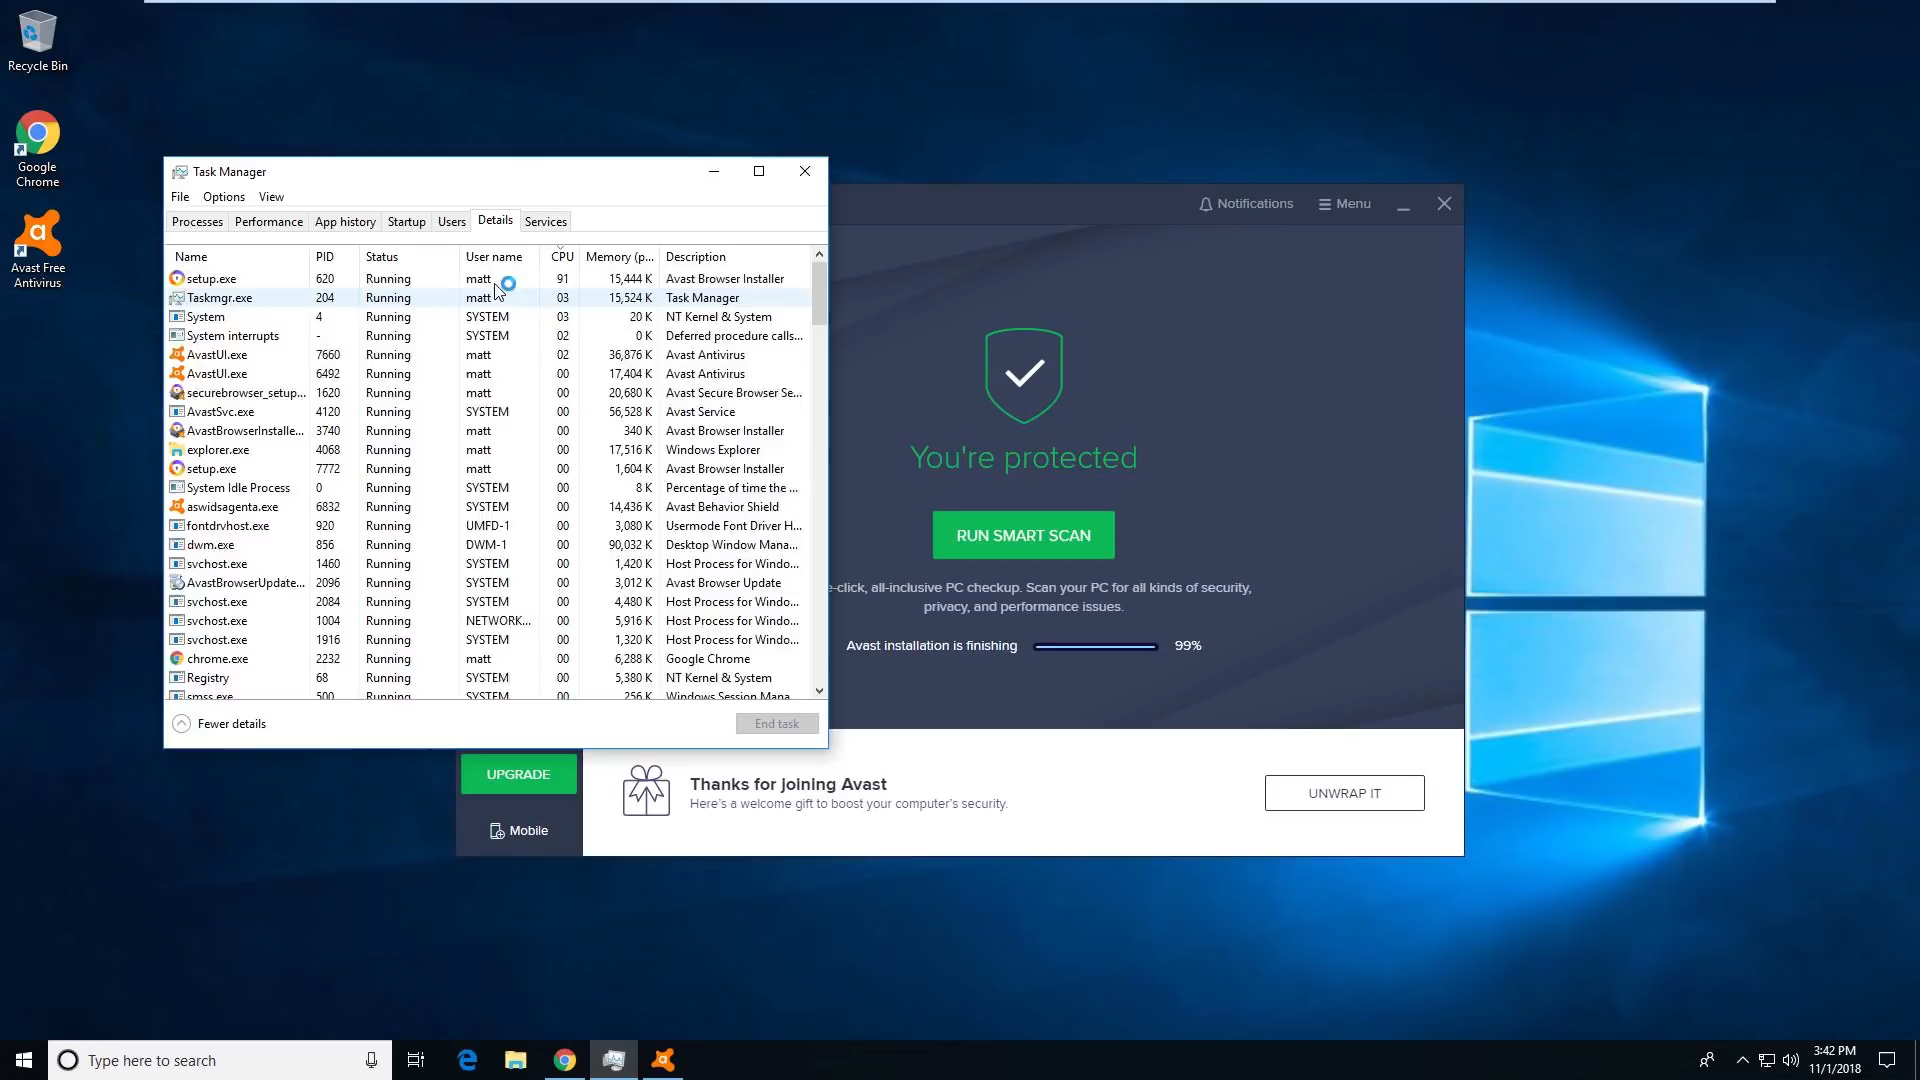 Recycle Bin
Google
Chrome
Avast Free
Antivirus
Task Manager
File Options View
Processes Performance App history Startup Users Details Services
Name PID Status User name CPU Memory (p... Description
setup.exe 620 Running matt 91 15,444 K Avast Browser Installer
Taskmgr.exe 204 Running matt 03 15,524 K Task Manager
System 4 Running SYSTEM 03 20 K NT Kernel & System
System interrupts - Running SYSTEM 02 0 K Deferred procedure calls...
AvastUI.exe 7660 Running matt 02 36,876 K Avast Antivirus
AvastUI.exe 6492 Running matt 00 17,404 K Avast Antivirus
securebrowser_setup... 1620 Running matt 00 20,680 K Avast Secure Browser Se...
AvastSvc.exe 4120 Running SYSTEM 00 56,528 K Avast Service
AvastBrowserInstalle... 3740 Running matt 00 340 K Avast Browser Installer
explorer.exe 4068 Running matt 00 17,516 K Windows Explorer
setup.exe 7772 Running matt 00 1,604 K Avast Browser Installer
System Idle Process 0 Running SYSTEM 00 8 K Percentage of time the ...
aswidsagenta.exe 6832 Running SYSTEM 00 14,436 K Avast Behavior Shield
fontdrvhost.exe 920 Running UMFD-1 00 3,080 K Usermode Font Driver H...
dwm.exe 856 Running DWM-1 00 90,032 K Desktop Window Mana...
svchost.exe 1460 Running SYSTEM 00 1,420 K Host Process for Windo...
AvastBrowserUpdate... 2096 Running SYSTEM 00 3,012 K Avast Browser Update
svchost.exe 2084 Running SYSTEM 00 4,480 K Host Process for Windo...
svchost.exe 1004 Running NETWORK... 00 5,916 K Host Process for Windo...
svchost.exe 1916 Running SYSTEM 00 1,320 K Host Process for Windo...
chrome.exe 2232 Running matt 00 6,288 K Google Chrome
Registry 68 Running SYSTEM 00 5,380 K NT Kernel & System
smss.exe 500 Running SYSTEM 00 256 K Windows Session Mana...
Fewer details End task
Notifications Menu
You're protected
RUN SMART SCAN
e-click, all-inclusive PC checkup. Scan your PC for all kinds of security,
privacy, and performance issues.
Avast installation is finishing 99%
UPGRADE
Mobile
Thanks for joining Avast
Here's a welcome gift to boost your computer's security.
UNWRAP IT
Type here to search
3:42 PM
11/1/2018